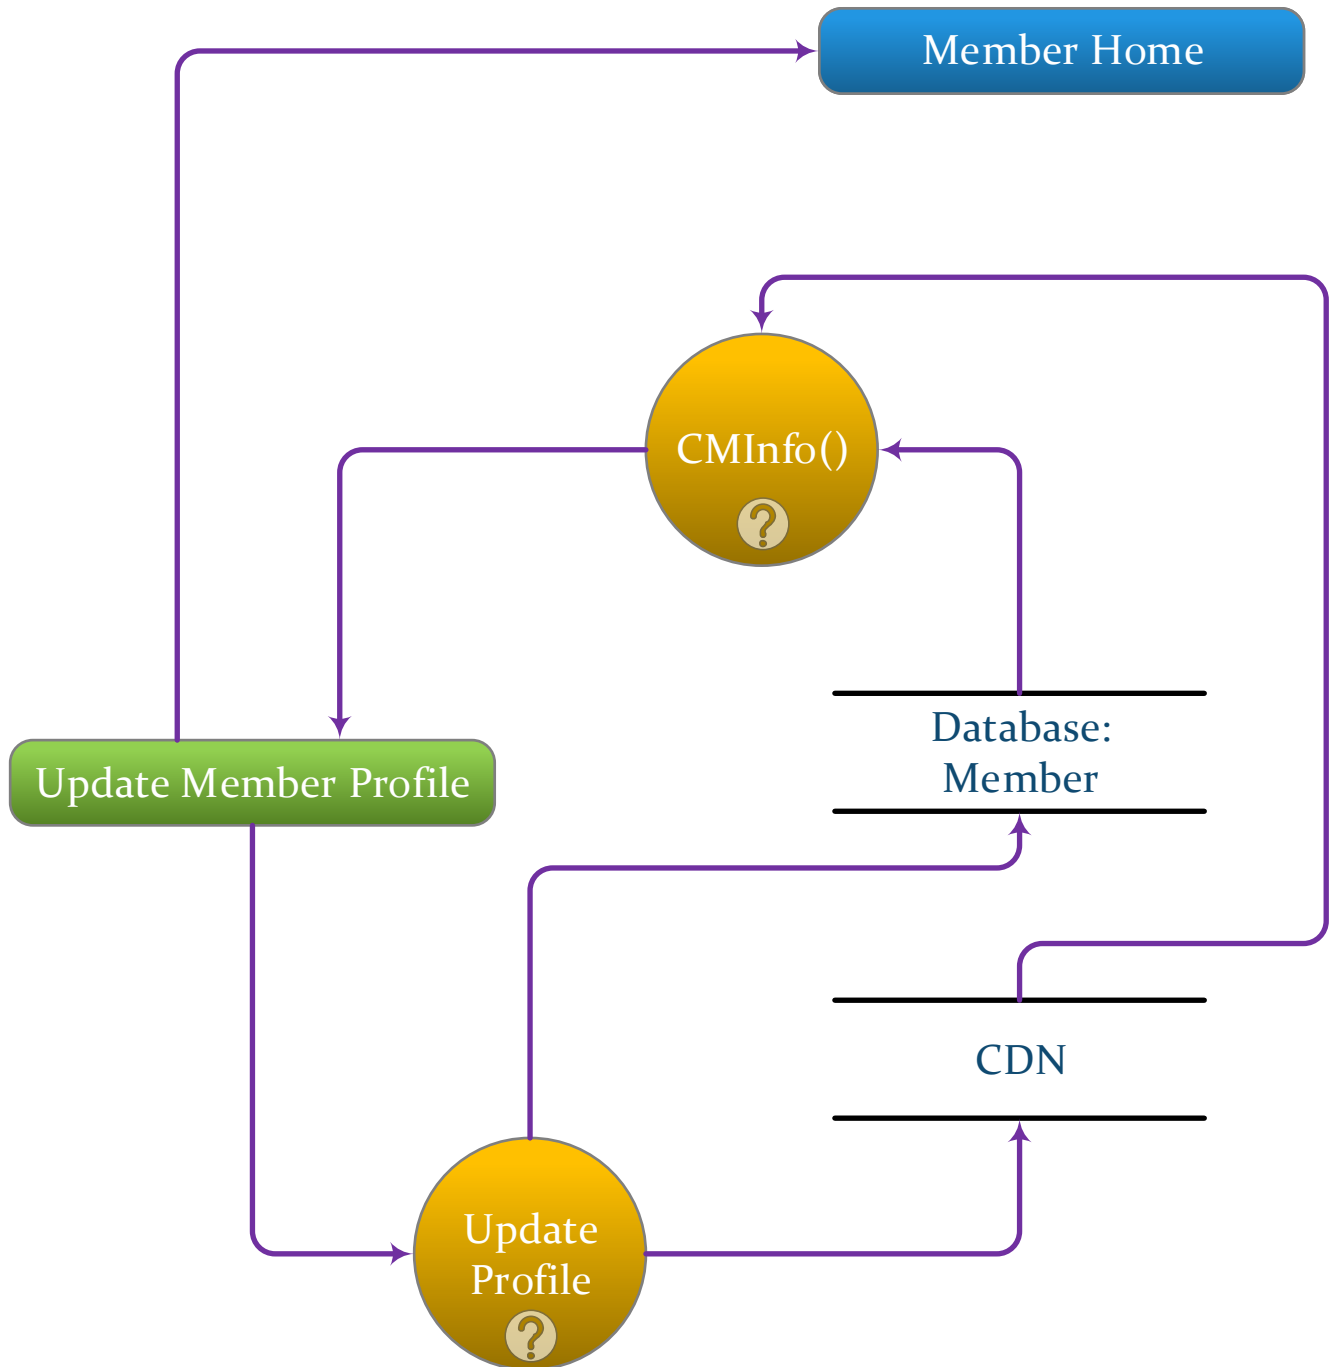 Member Home
CMInfo()
?
Database:
Member
Update Member Profile
CDN
Update
Profile
?